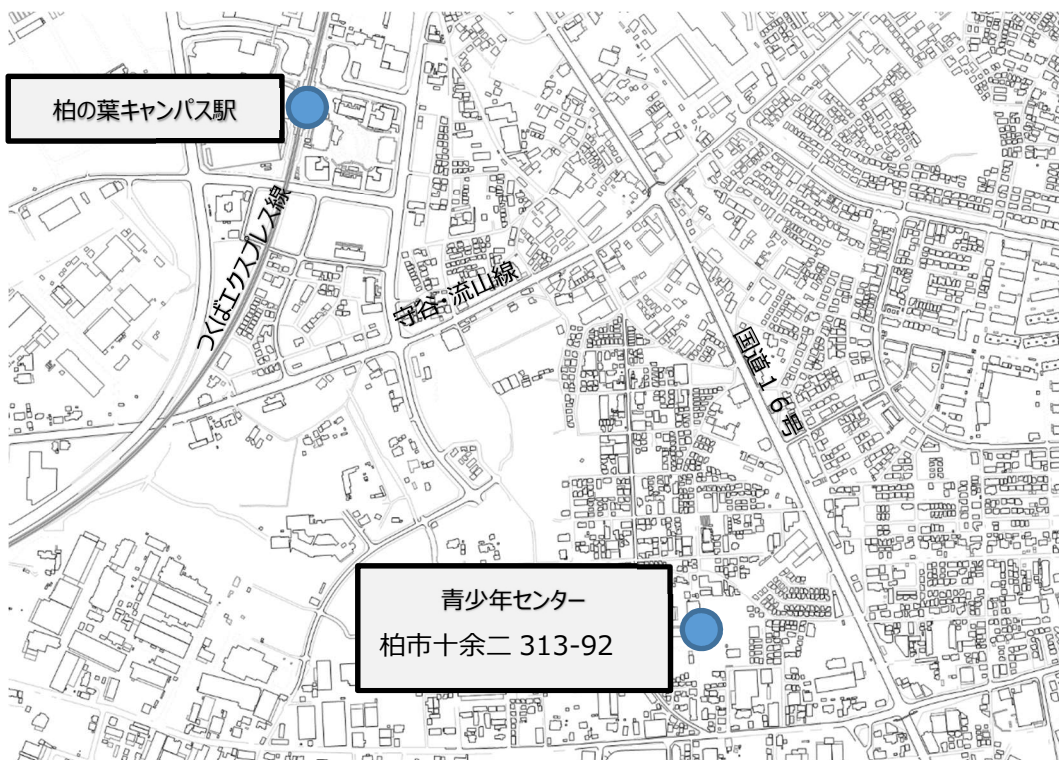 柏の葉キャンパス駅
つくばエクスプレス線
守谷・流山線
国道16号
青少年センター
柏市十余二 313-92